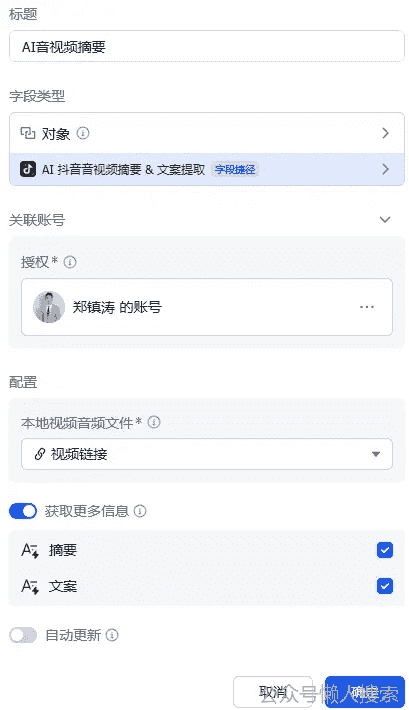 标题
AI音视频摘要
字段类型
对象
AI 抖音音视频摘要 & 文案提取 字段捷径
关联账号
授权*
郑镇涛 的账号
配置
本地视频音频文件*
视频链接
获取更多信息
摘要
文案
自动更新
取消
公众号懒人搜索